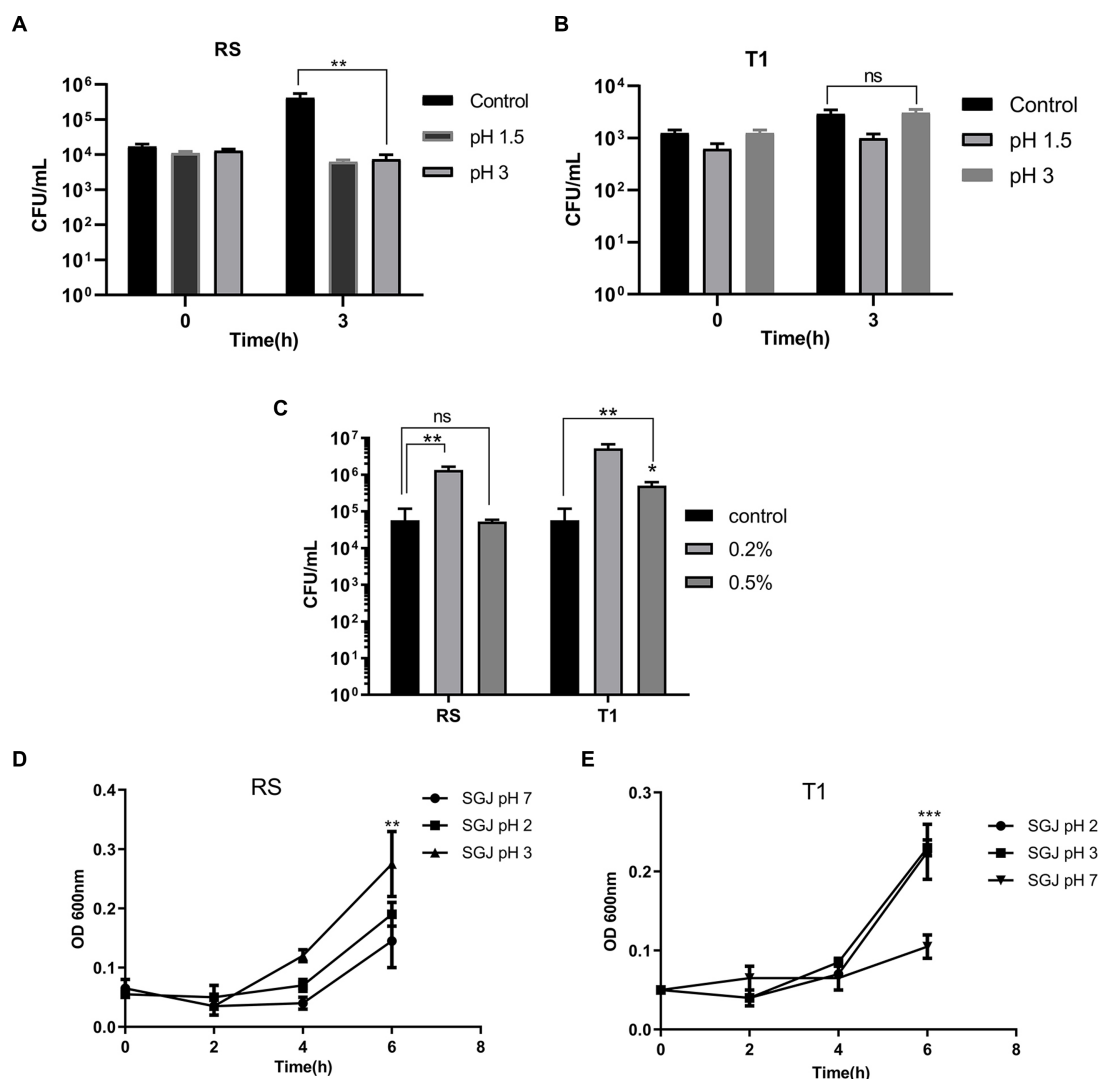 A
RS
**
10⁶
10⁵
10⁴
10³
10²
10¹
10⁰
CFU/mL
0
3
Time(h)
Control
pH 1.5
pH 3
B
T1
ns
10⁴
10³
10²
10¹
10⁰
CFU/mL
0
3
Time(h)
Control
pH 1.5
pH 3
C
ns
**
**
*
10⁷
10⁶
10⁵
10⁴
10³
10²
10¹
10⁰
CFU/mL
RS
T1
control
0.2%
0.5%
D
RS
0.4
0.3
0.2
0.1
0.0
OD 600nm
**
0
2
4
6
8
Time(h)
SGJ pH 7
SGJ pH 2
SGJ pH 3
E
T1
0.3
0.2
0.1
0.0
OD 600nm
***
0
2
4
6
8
Time(h)
SGJ pH 2
SGJ pH 3
SGJ pH 7